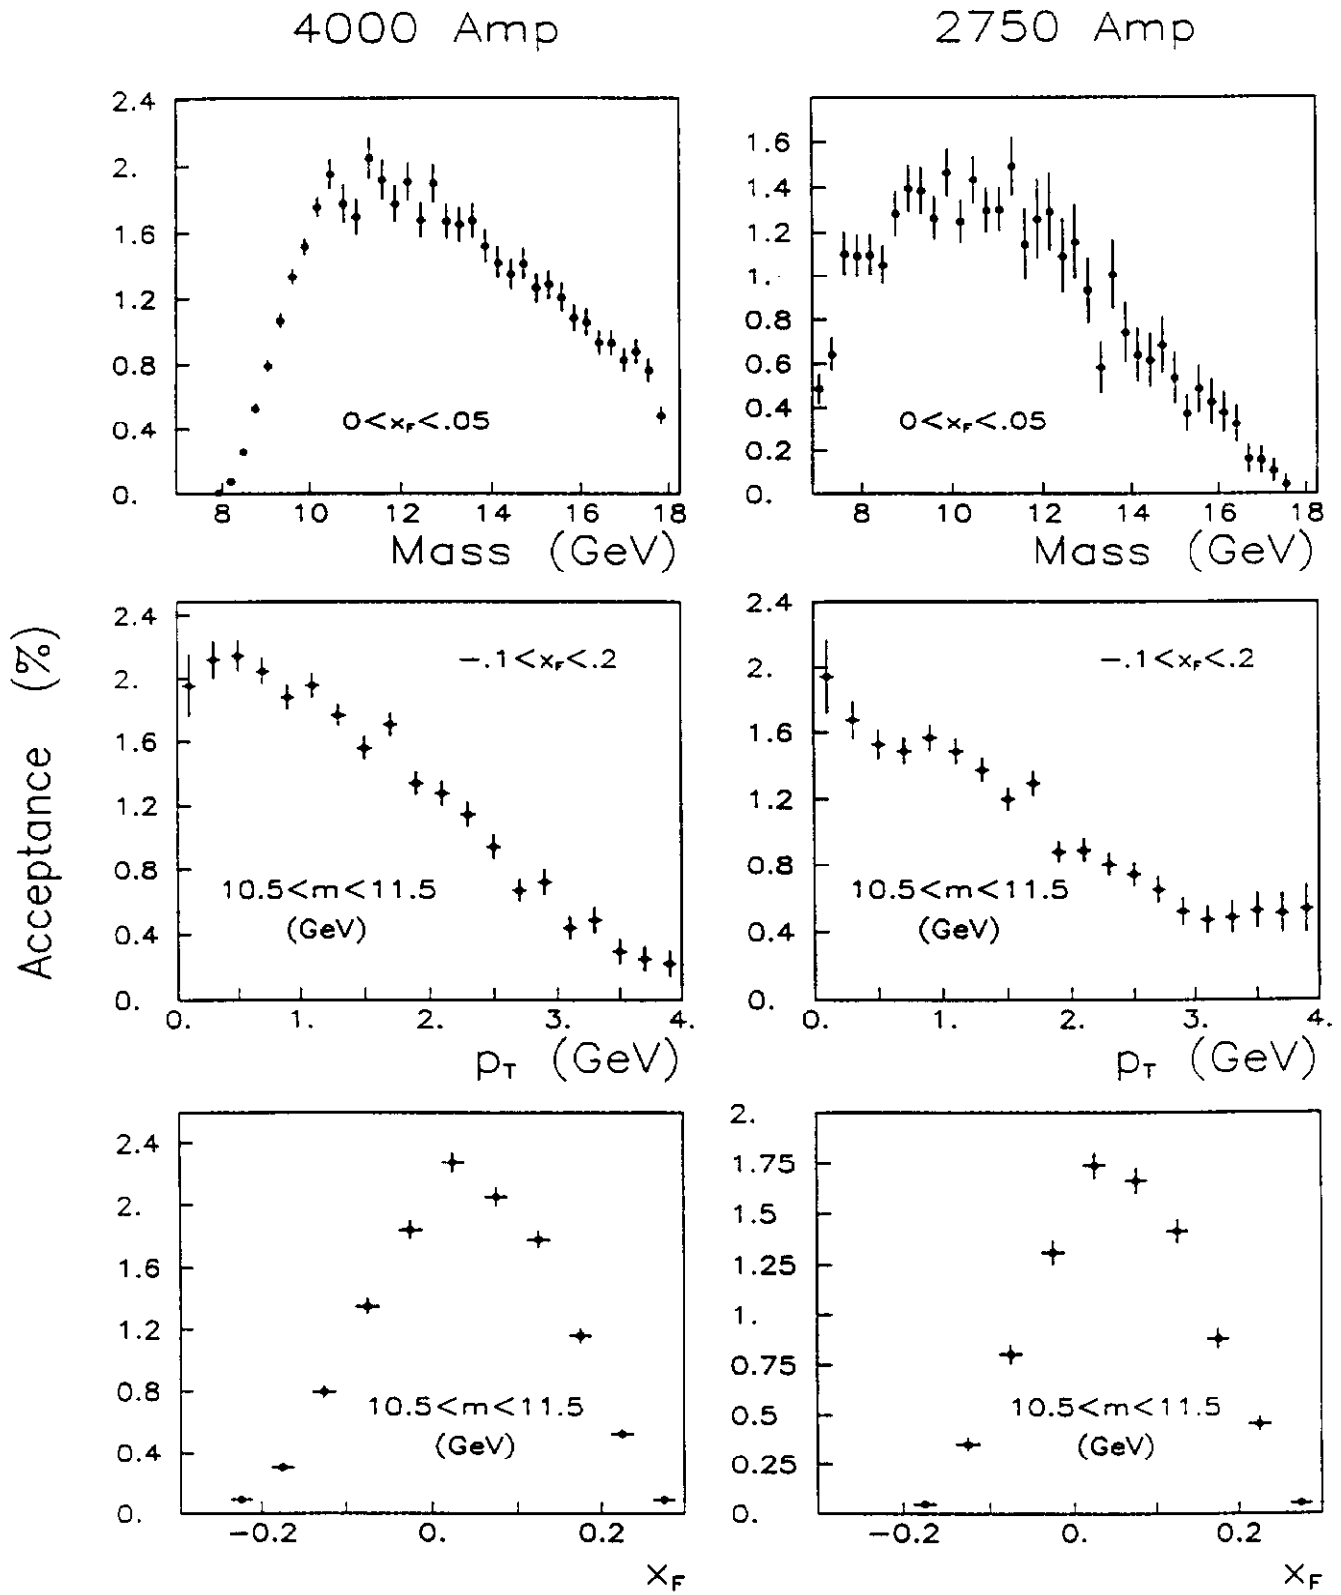 4000 Amp
2750 Amp
2.4
2.
1.6
1.2
0.8
0.4
0.
0<x_F<.05
8 10 12 14 16 18
Mass (GeV)
1.6
1.4
1.2
1.
0.8
0.6
0.4
0.2
0.
0<x_F<.05
8 10 12 14 16 18
Mass (GeV)
Acceptance (%)
2.4
2.
1.6
1.2
0.8
0.4
0.
-.1<x_F<.2
10.5<m<11.5
(GeV)
0. 1. 2. 3. 4.
p_T (GeV)
2.4
2.
1.6
1.2
0.8
0.4
0.
-.1<x_F<.2
10.5<m<11.5
(GeV)
0. 1. 2. 3. 4.
p_T (GeV)
2.4
2.
1.6
1.2
0.8
0.4
0.
10.5<m<11.5
(GeV)
-0.2 0. 0.2
x_F
2.
1.75
1.5
1.25
1.
0.75
0.5
0.25
0.
10.5<m<11.5
(GeV)
-0.2 0. 0.2
x_F